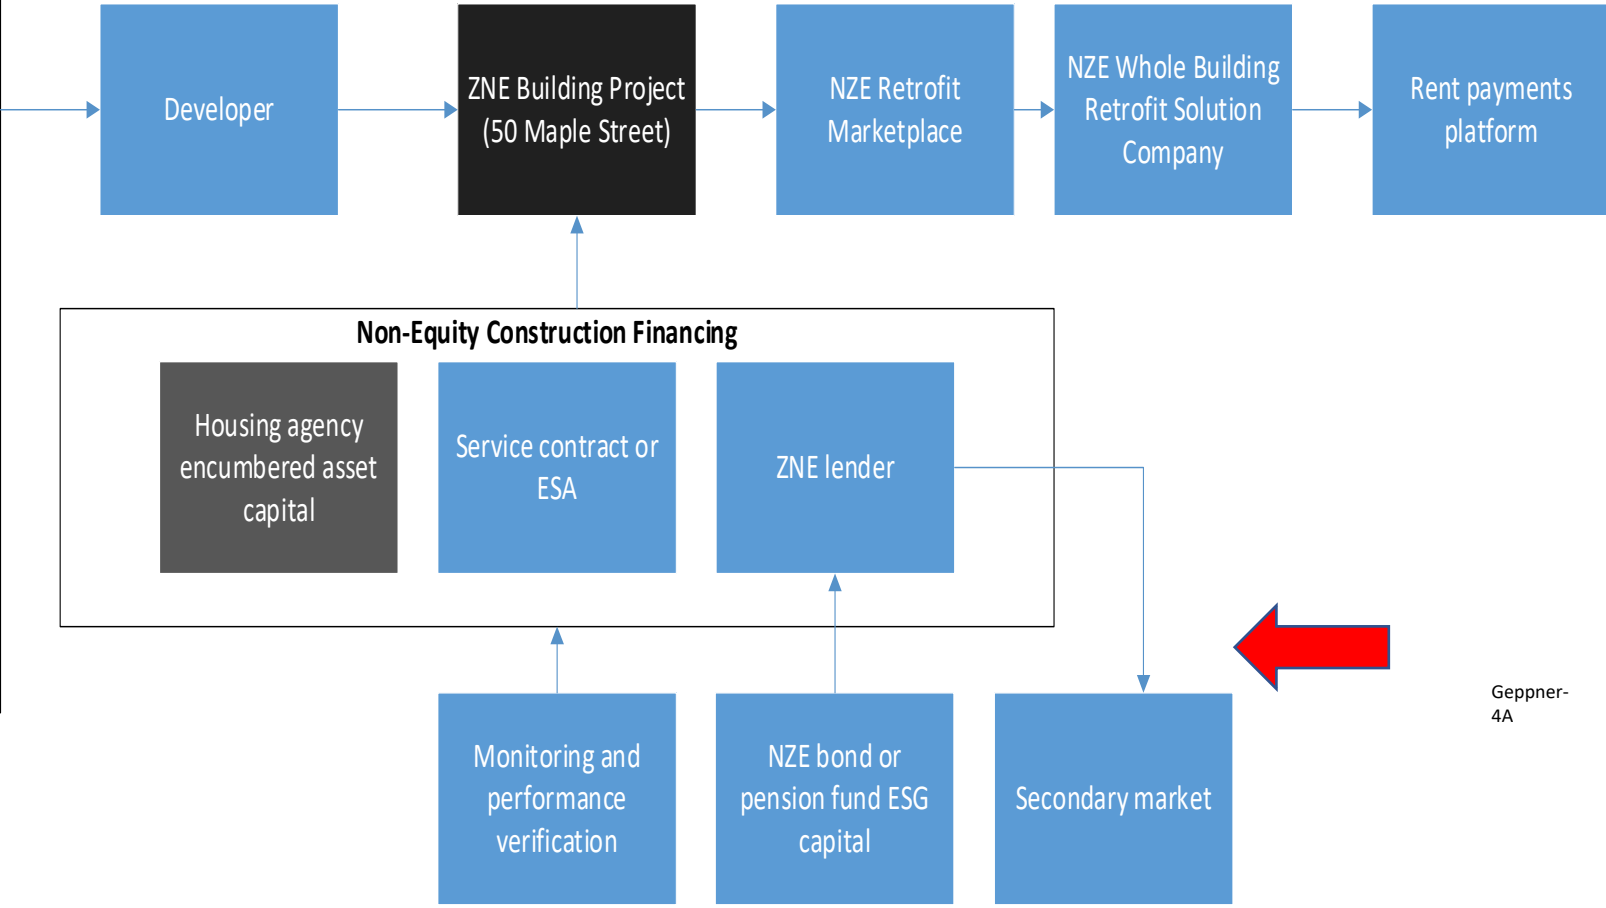 Developer
ZNE Building Project
(50 Maple Street)
NZE Retrofit
Marketplace
NZE Whole Building
Retrofit Solution
Company
Rent payments
platform
Non-Equity Construction Financing
Housing agency
encumbered asset
capital
Service contract or
ESA
ZNE lender
Geppner-
4A
Monitoring and
performance
verification
NZE bond or
pension fund ESG
capital
Secondary market